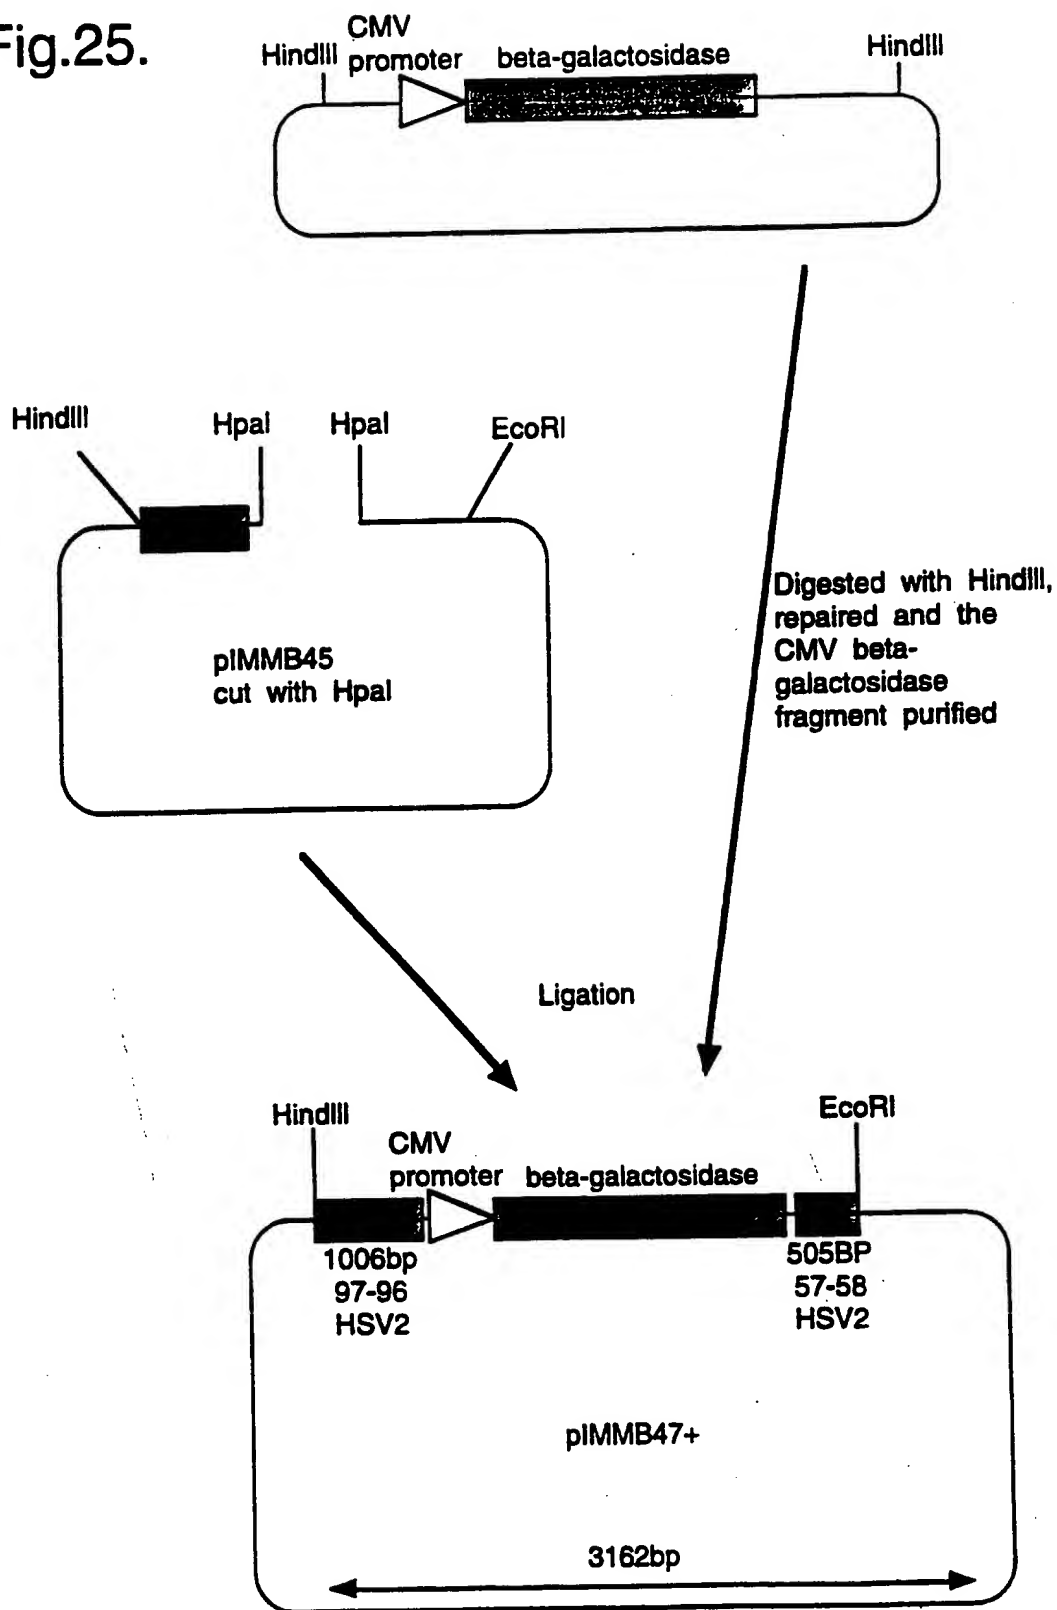 Fig.25.
CMV
HindIII promoter beta-galactosidase HindIII
HindIII HpaI HpaI EcoRI
pIMMB45
cut with HpaI
Digested with HindIII,
repaired and the
CMV beta-
galactosidase
fragment purified
Ligation
HindIII EcoRI
CMV
promoter beta-galactosidase
1006bp 505BP
97-96 57-58
HSV2 HSV2
pIMMB47+
3162bp